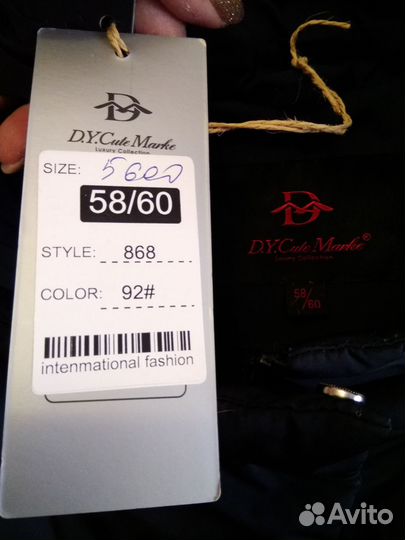 D.Y.Cute Marke
Luxury Collection
SIZE: 5600
58/60
STYLE: 868
COLOR: 92#
intenmational fashion
D.Y.Cute Marke®
Luxury Collection
58/
60
Avito